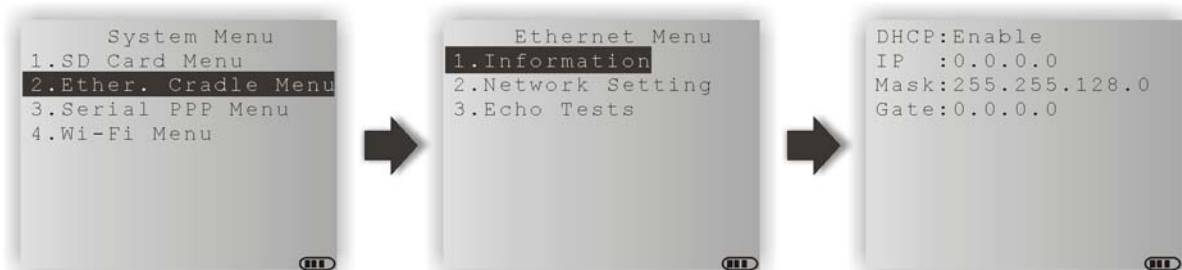 System Menu
1.SD Card Menu
2.Ether. Cradle Menu
3.Serial PPP Menu
4.Wi-Fi Menu
Ethernet Menu
1.Information
2.Network Setting
3.Echo Tests
DHCP:Enable
IP :0.0.0.0
Mask:255.255.128.0
Gate:0.0.0.0